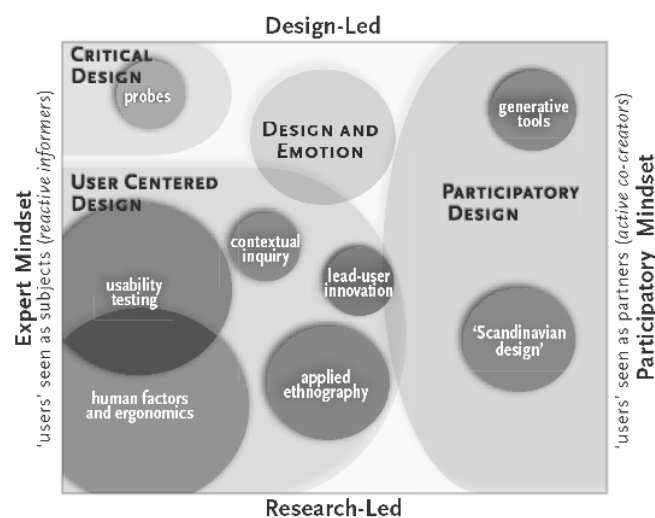 Design-Led
CRITICAL
DESIGN
probes
DESIGN AND
EMOTION
generative
tools
USER CENTERED
DESIGN
PARTICIPATORY
DESIGN
contextual
inquiry
usability
testing
lead-user
innovation
'Scandinavian
design'
applied
ethnography
human factors
and ergonomics
Expert Mindset
'users' seen as subjects (reactive informers)
'users' seen as partners (active co-creators)
Participatory Mindset
Research-Led